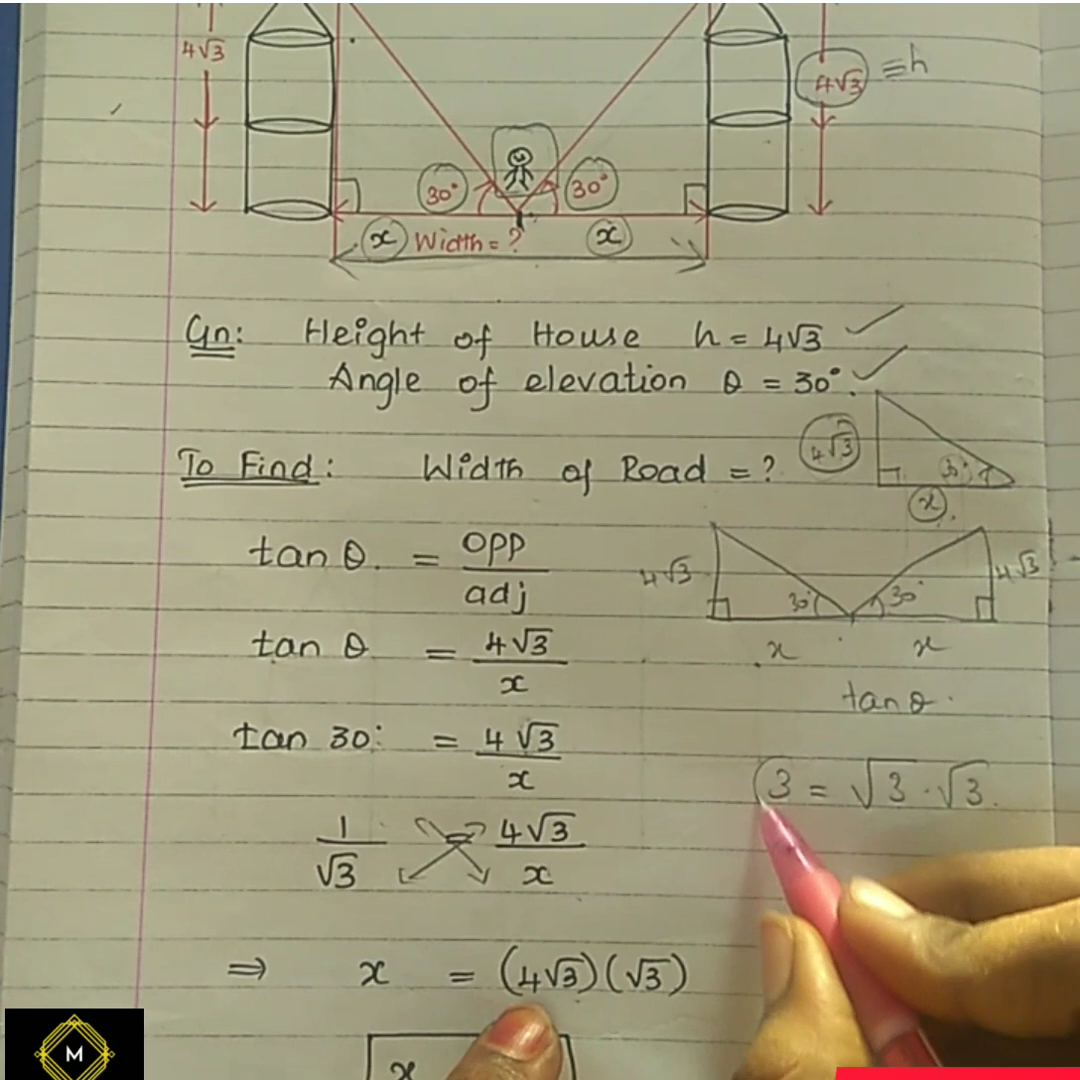 4√3
4√3 = h
30° 30°
x Width = ? x
Gn: Height of House h = 4√3
Angle of elevation θ = 30°.
4√3
30°
x
To Find: Width of Road = ?
tan θ. = opp
adj
4√3 30° 30° 4√3
x x
tan θ = 4√3
x
tan θ.
tan 30° = 4√3
x
3 = √3 . √3.
1 = 4√3
√3 x
⇒ x = (4√3)(√3)
M
x